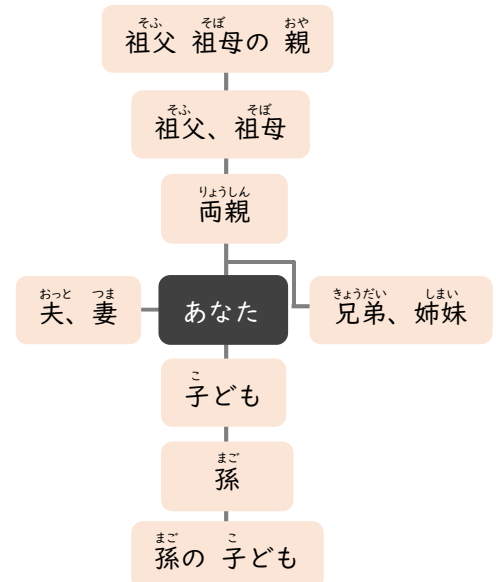 そふ そぼ おや
祖父 祖母の 親
そふ そぼ
祖父、祖母
りょうしん
両親
おっと つま
夫、妻
あなた
きょうだい しまい
兄弟、姉妹
こ
子ども
まご
孫
まご こ
孫の 子ども